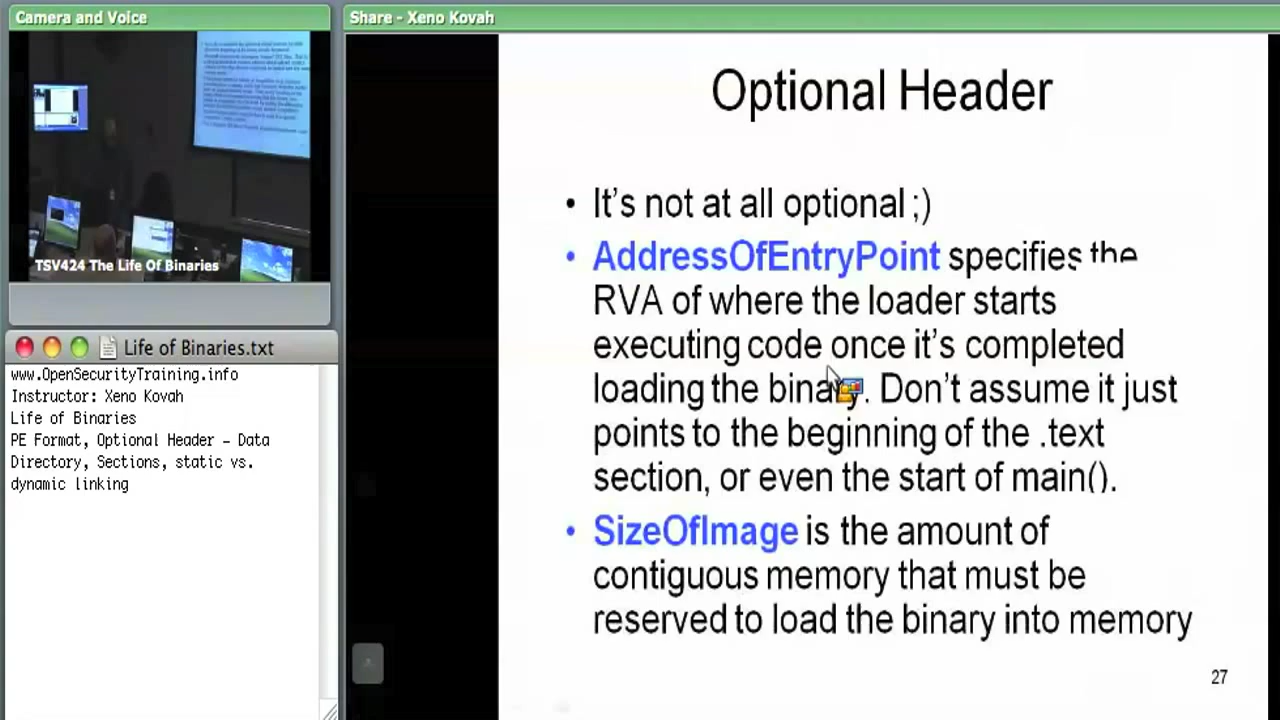 Camera and Voice
Share - Xeno Kovah
TSV424 The Life Of Binaries
Life of Binaries.txt
www.OpenSecurityTraining.info
Instructor: Xeno Kovah
Life of Binaries
PE Format, Optional Header – Data
Directory, Sections, static vs.
dynamic linking
Optional Header
• It's not at all optional ;)
• AddressOfEntryPoint specifies the
RVA of where the loader starts
executing code once it's completed
loading the binary. Don't assume it just
points to the beginning of the .text
section, or even the start of main().
• SizeOfImage is the amount of
contiguous memory that must be
reserved to load the binary into memory
27